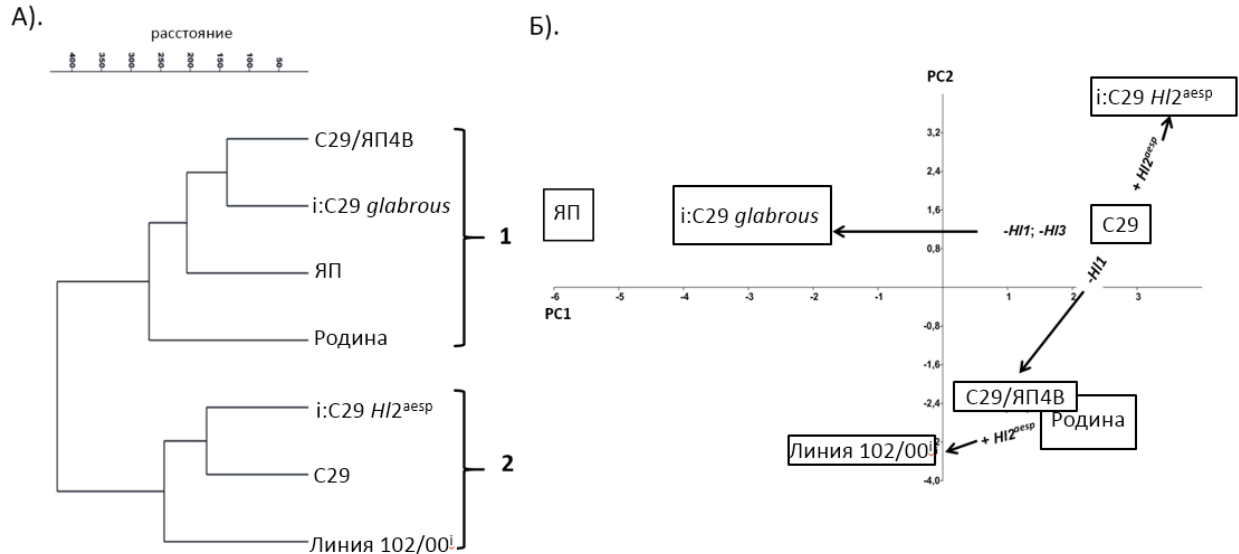 А).
расстояние
400 350 300 250 200 150 100 50
С29/ЯП4В
i:С29 glabrous
ЯП
Родина
1
i:С29 Hl2aesp
С29
Линия 102/00i
2
Б).
PC2
i:С29 Hl2aesp
+ Hl2aesp
3,2
2,4
1,6
0,8
ЯП
i:С29 glabrous
-Hl1; -Hl3
С29
-Hl1
-6 -5 -4 -3 -2 -1 1 2 3
PC1
-0,8
-1,6
-2,4
С29/ЯП4В
Родина
+ Hl2aesp
Линия 102/00i
-4,0